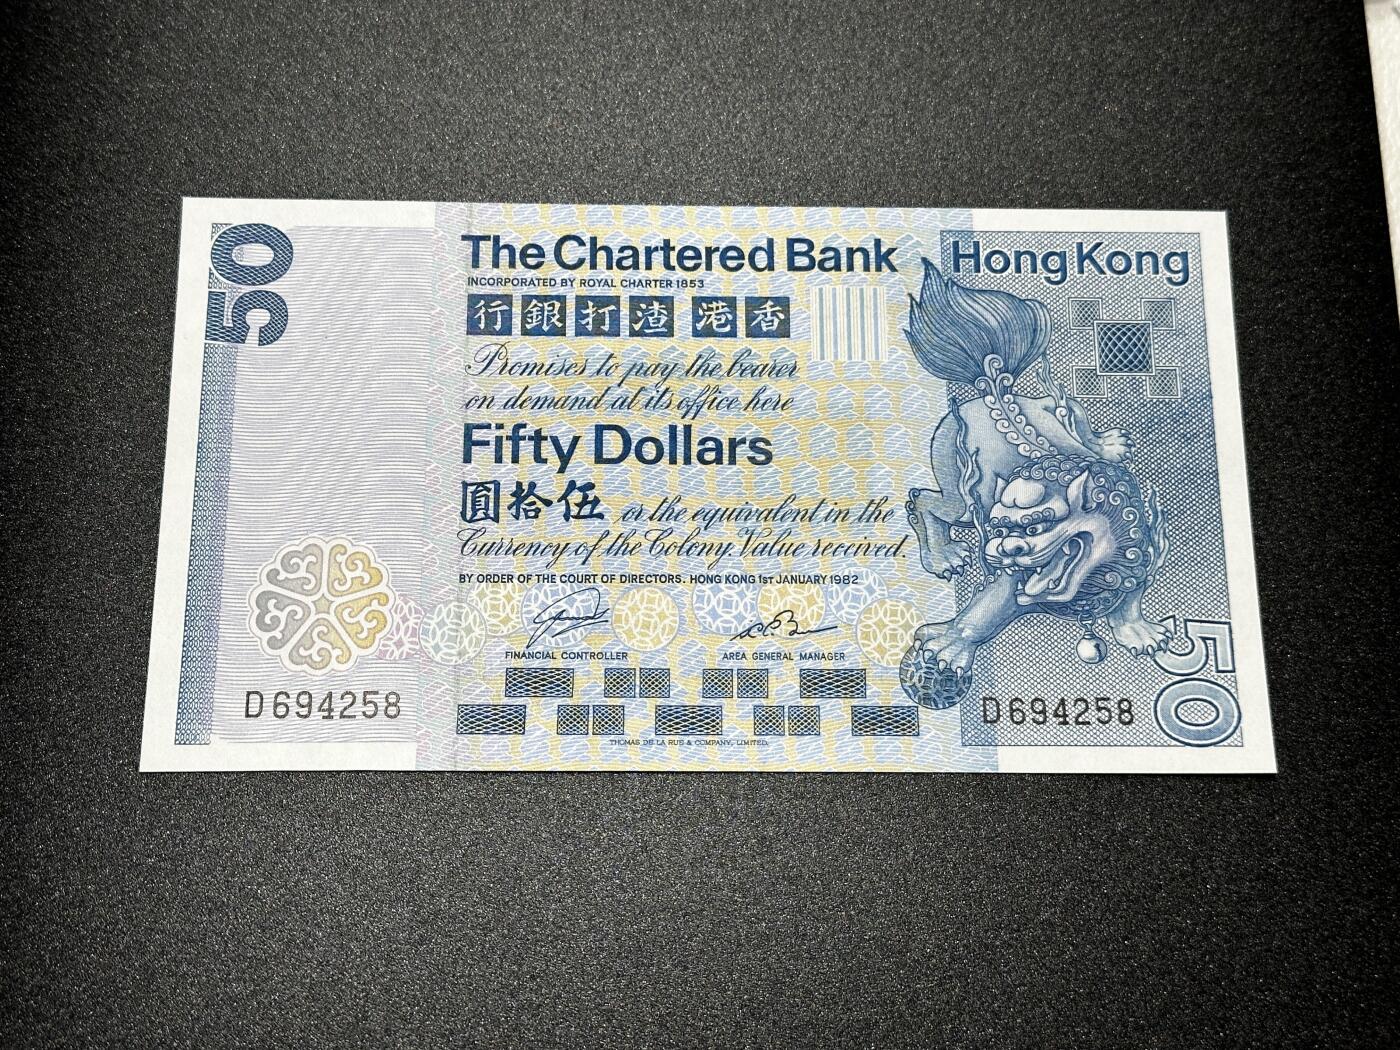 50
The Chartered Bank
Hong Kong
INCORPORATED BY ROYAL CHARTER 1853
行銀打渣港香
Promises to pay the bearer
on demand at its office here
Fifty Dollars
圓拾伍 or the equivalent in the
Currency of the Colony. Value received.
BY ORDER OF THE COURT OF DIRECTORS. HONG KONG 1ST JANUARY 1982
FINANCIAL CONTROLLER
AREA GENERAL MANAGER
D694258
D694258
50
THOMAS DE LA RUE & COMPANY, LIMITED.